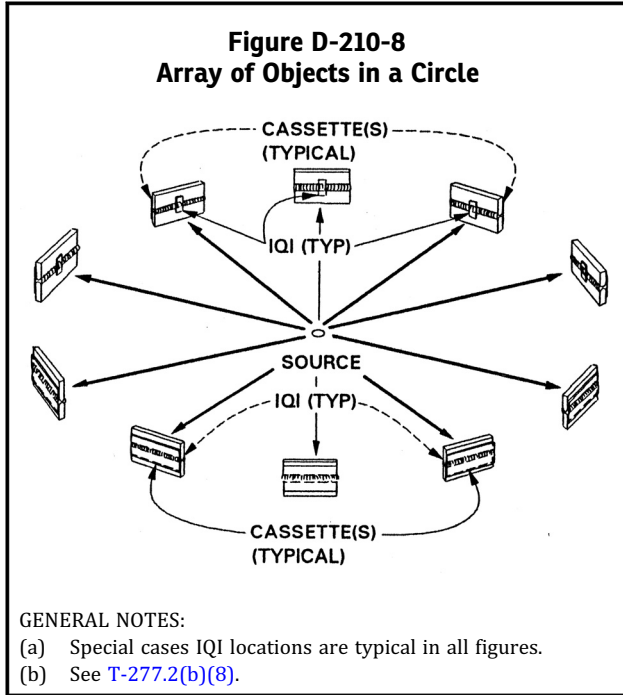 Figure D-210-8
Array of Objects in a Circle
CASSETTE(S)
(TYPICAL)
IQI (TYP)
SOURCE
IQI (TYP)
CASSETTE(S)
(TYPICAL)
GENERAL NOTES:
(a) Special cases IQI locations are typical in all figures.
(b) See T-277.2(b)(8).